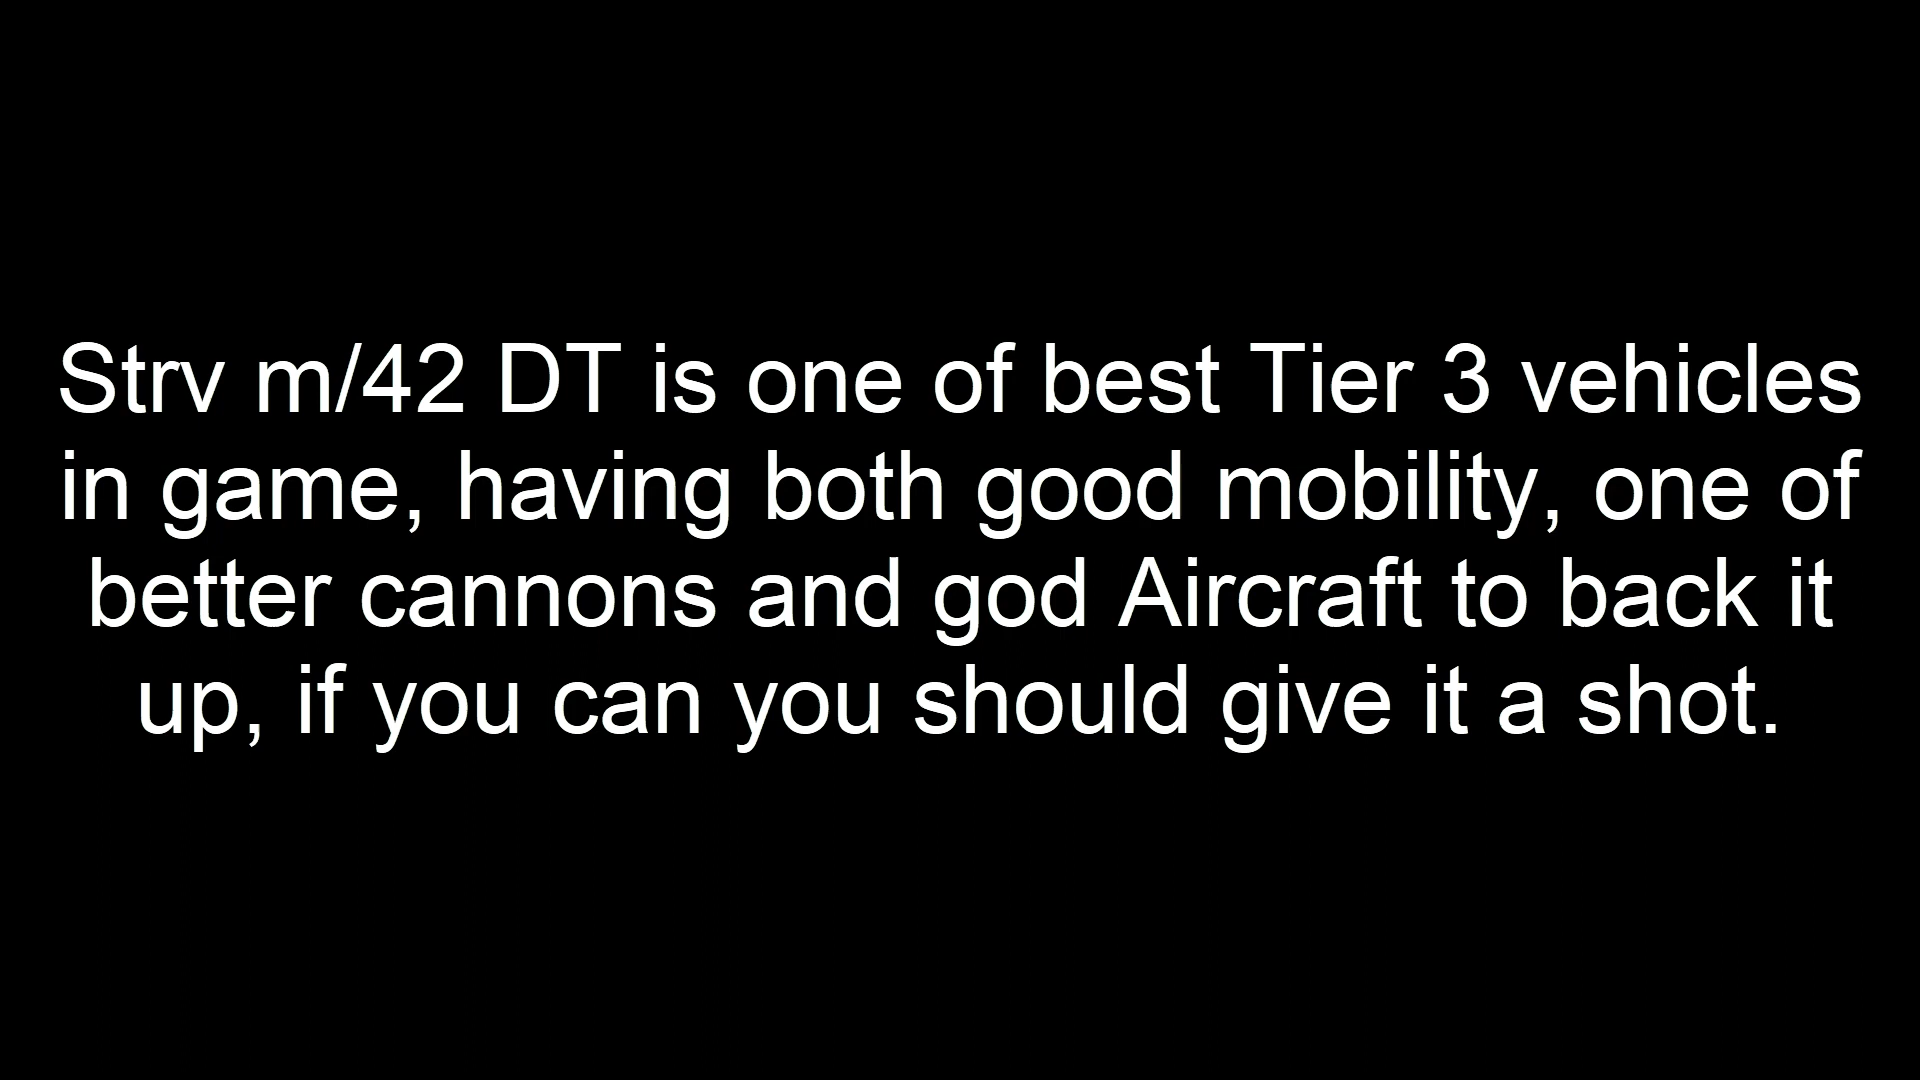 Strv m/42 DT is one of best Tier 3 vehicles
in game, having both good mobility, one of
better cannons and god Aircraft to back it
up, if you can you should give it a shot.